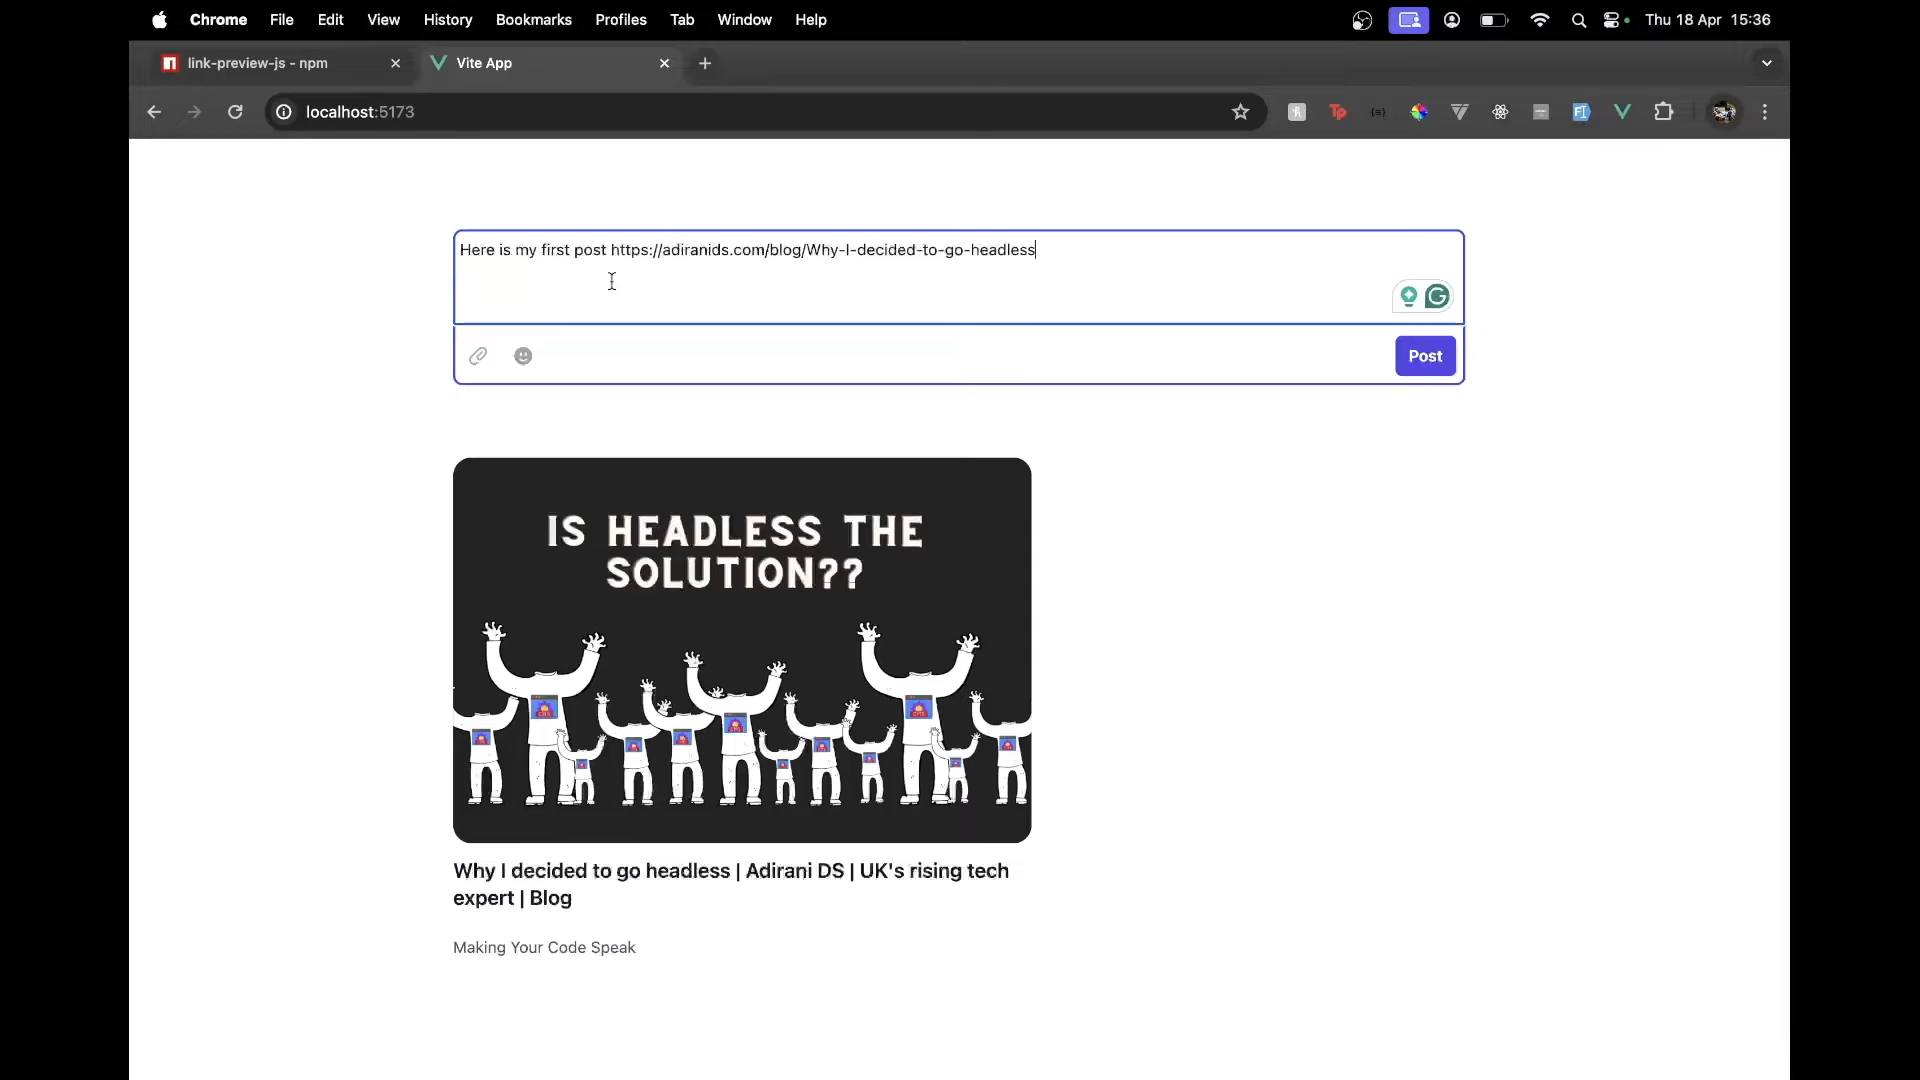 Chrome File Edit View History Bookmarks Profiles Tab Window Help Thu 18 Apr 15:36
link-preview-js - npm Vite App
localhost:5173
Here is my first post https://adiranids.com/blog/Why-I-decided-to-go-headless
Post
IS HEADLESS THE
SOLUTION??
Why I decided to go headless | Adirani DS | UK's rising tech
expert | Blog
Making Your Code Speak